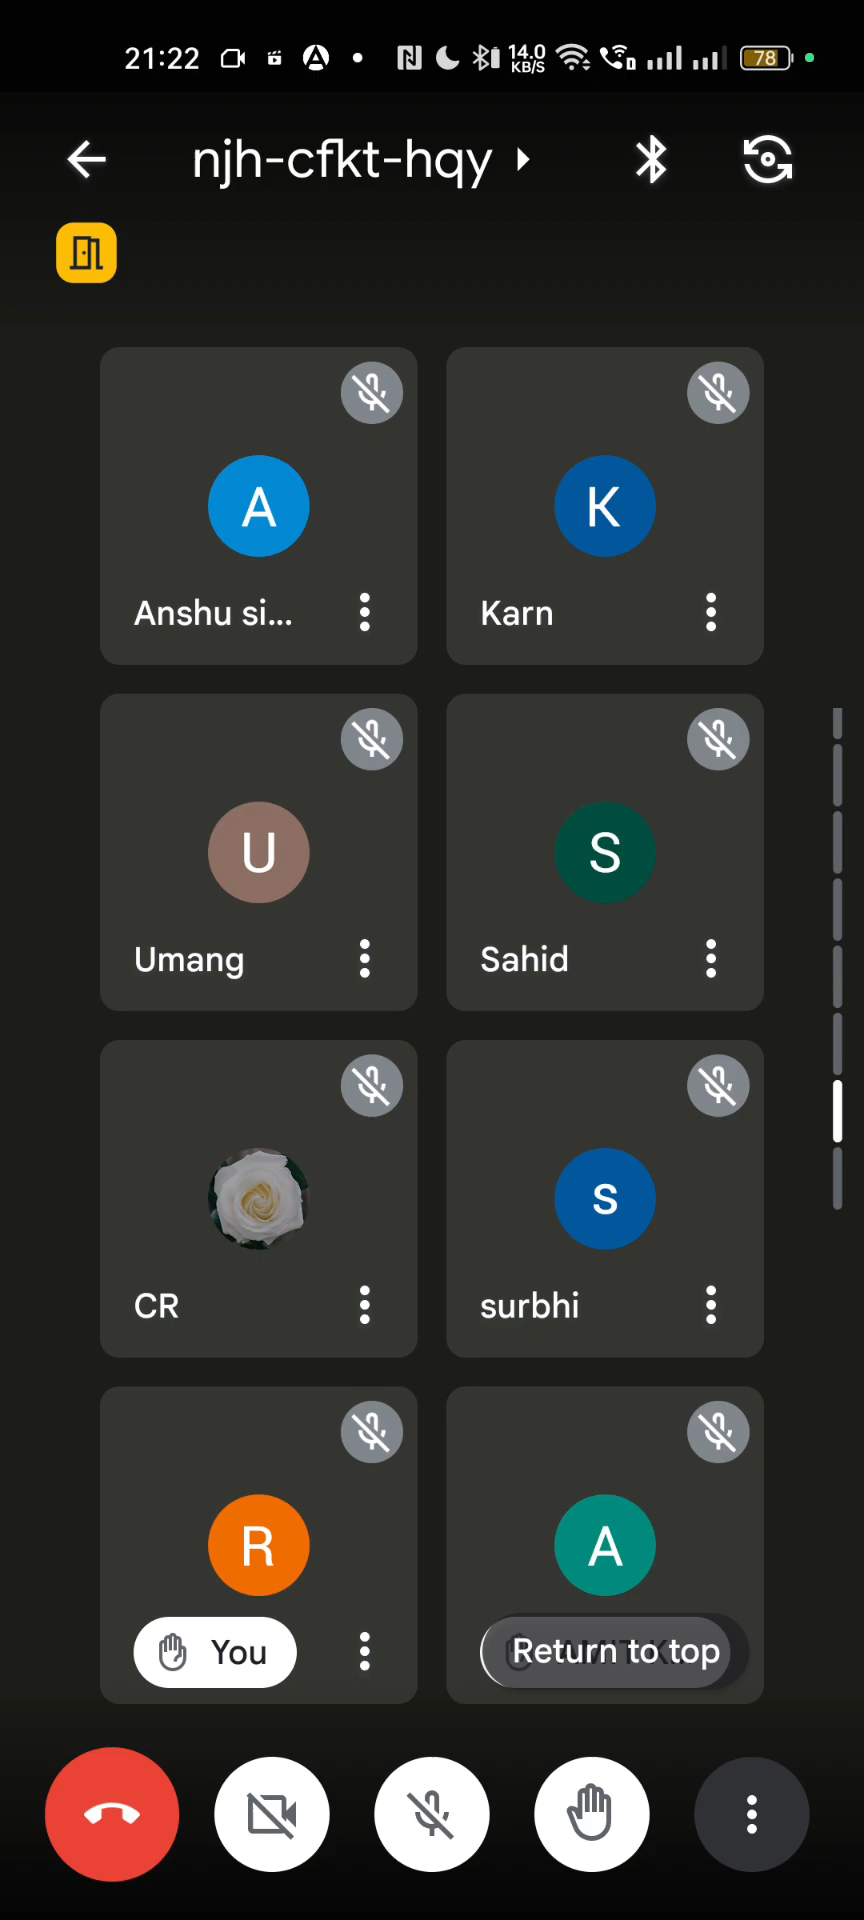 21:22 14.0 KB/S 78
njh-cfkt-hqy
A
K
Anshu si...
Karn
U
S
Umang
Sahid
s
CR
surbhi
R
A
You
Return to top